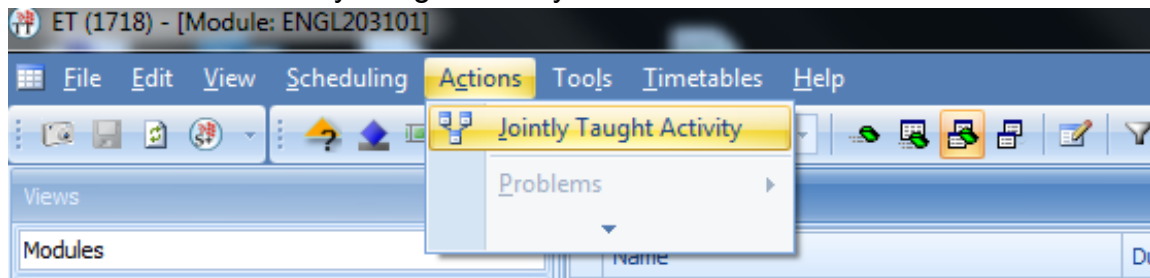 ET (1718) - [Module: ENGL203101]
File Edit View Scheduling Actions Tools Timetables Help
Jointly Taught Activity
Problems
Views
Modules
Name